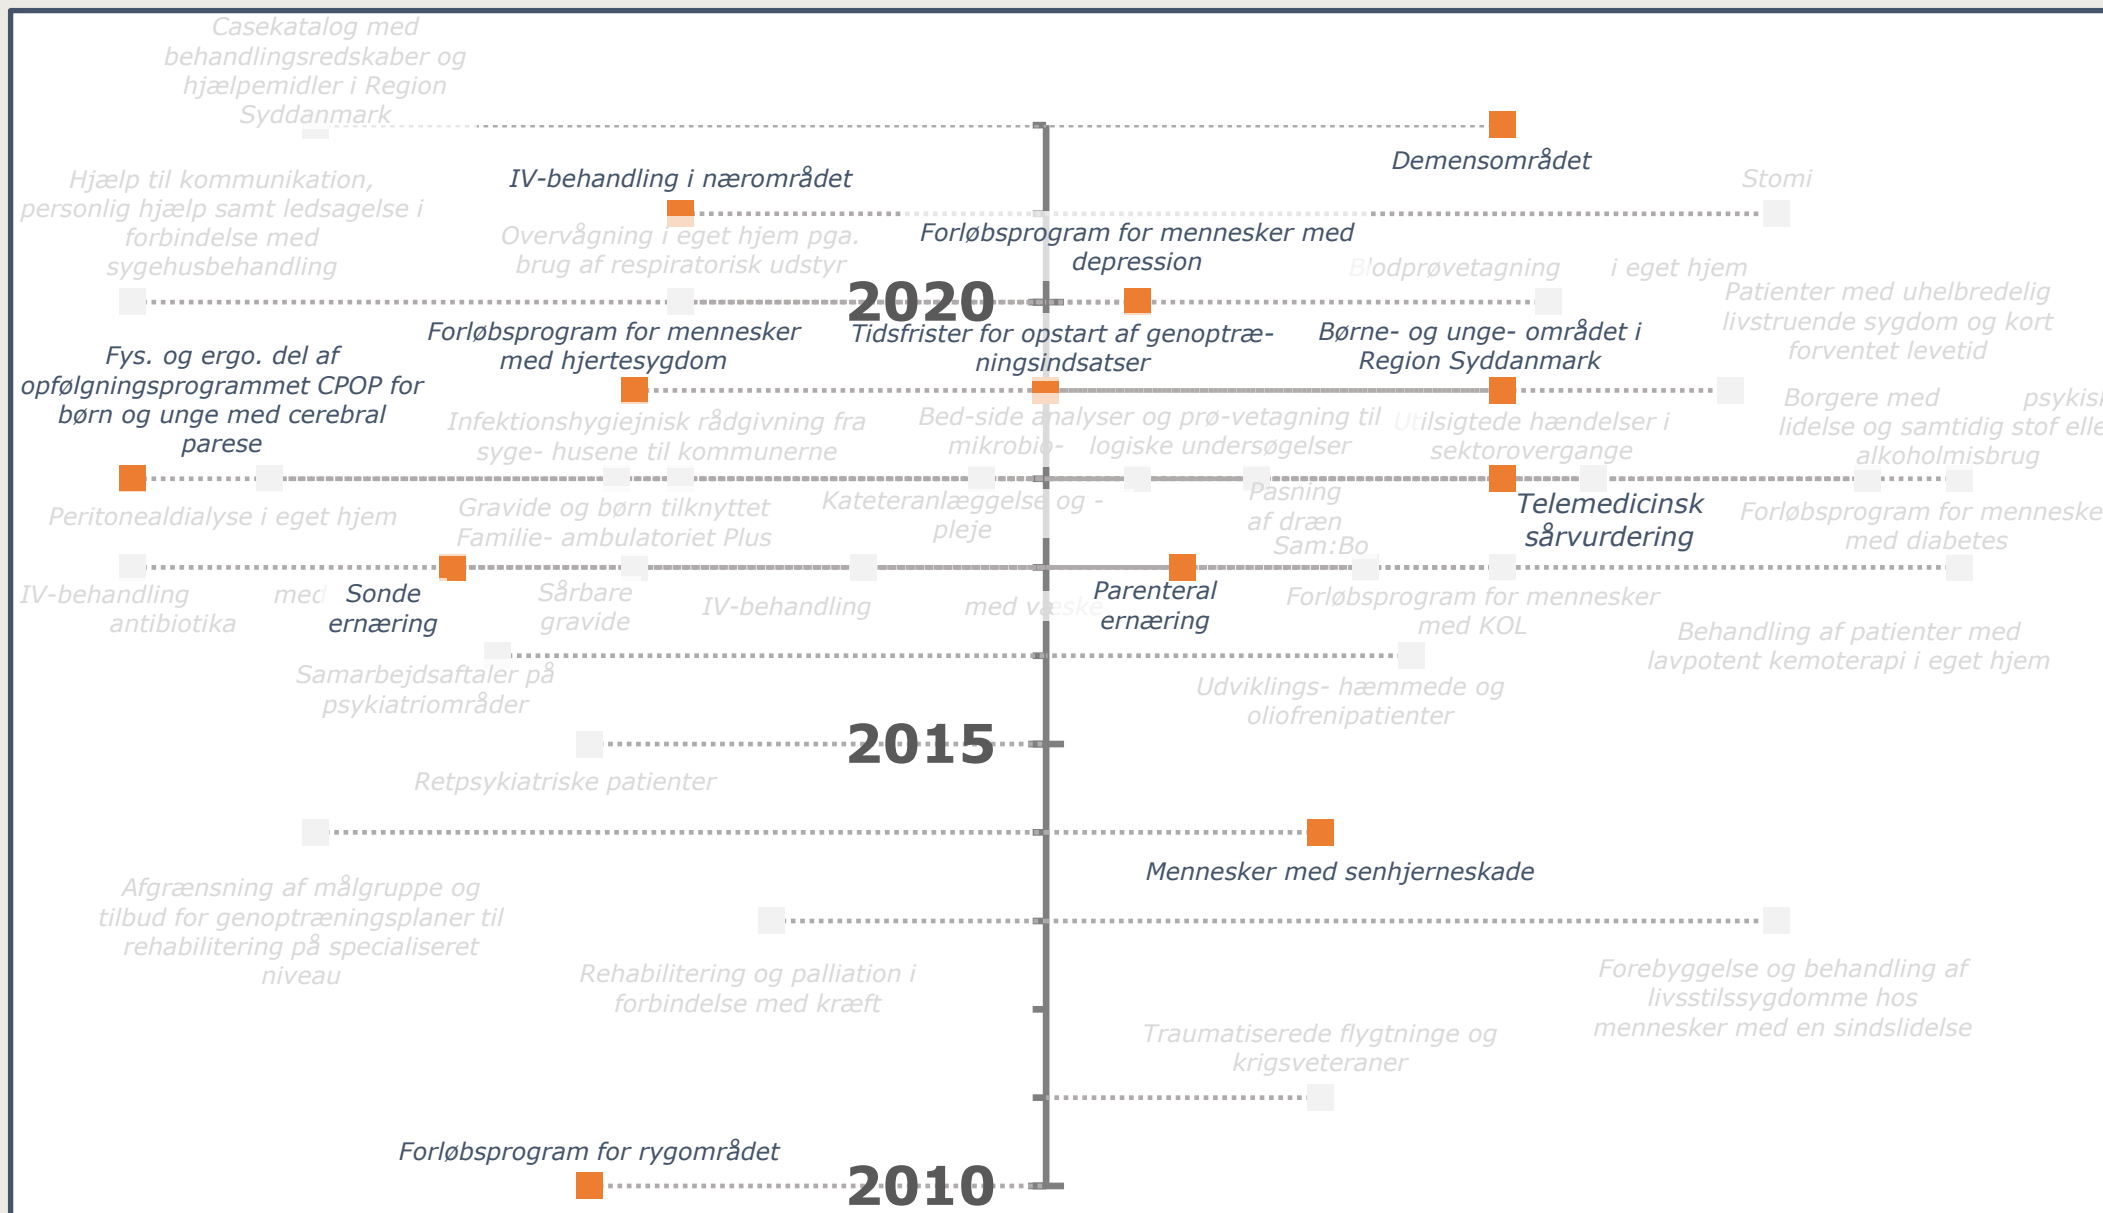 Casekatalog med
behandlingsredskaber og
hjælpemidler i Region
Syddanmark
Demensområdet
IV-behandling i nærområdet
Stomi
Hjælp til kommunikation,
personlig hjælp samt ledsagelse i
forbindelse med
sygehusbehandling
Overvågning i eget hjem pga.
brug af respiratorisk udstyr
Forløbsprogram for mennesker med
depression
Blodprøvetagning i eget hjem
2020
Patienter med uhelbredelig
livstruende sygdom og kort
forventet levetid
Fys. og ergo. del af
opfølgningsprogrammet CPOP for
børn og unge med cerebral
parese
Forløbsprogram for mennesker
med hjertesygdom
Tidsfrister for opstart af genoptræ-
ningsindsatser
Børne- og unge- området i
Region Syddanmark
Infektionshygiejnisk rådgivning fra
syge- husene til kommunerne
Bed-side analyser og prø-vetagning til
mikrobio- logiske undersøgelser
Utilsigtede hændelser i
sektorovergange
Borgere med psykisk
lidelse og samtidig stof elle
alkoholmisbrug
Peritonealdialyse i eget hjem
Gravide og børn tilknyttet
Familie- ambulatoriet Plus
Kateteranlæggelse og -
pleje
Pasning
af dræn
Sam:Bo
Telemedicinsk
sårvurdering
Forløbsprogram for menneske
med diabetes
IV-behandling med
antibiotika
Sonde
ernæring
Sårbare
gravide
IV-behandling med væske
Parenteral
ernæring
Forløbsprogram for mennesker
med KOL
Behandling af patienter med
lavpotent kemoterapi i eget hjem
Samarbejdsaftaler på
psykiatriområder
Udviklings- hæmmede og
oliofrenipatienter
2015
Retpsykiatriske patienter
Mennesker med senhjerneskade
Afgrænsning af målgruppe og
tilbud for genoptræningsplaner til
rehabilitering på specialiseret
niveau
Rehabilitering og palliation i
forbindelse med kræft
Forebyggelse og behandling af
livsstilssygdomme hos
mennesker med en sindslidelse
Traumatiserede flygtninge og
krigsveteraner
Forløbsprogram for rygområdet
2010